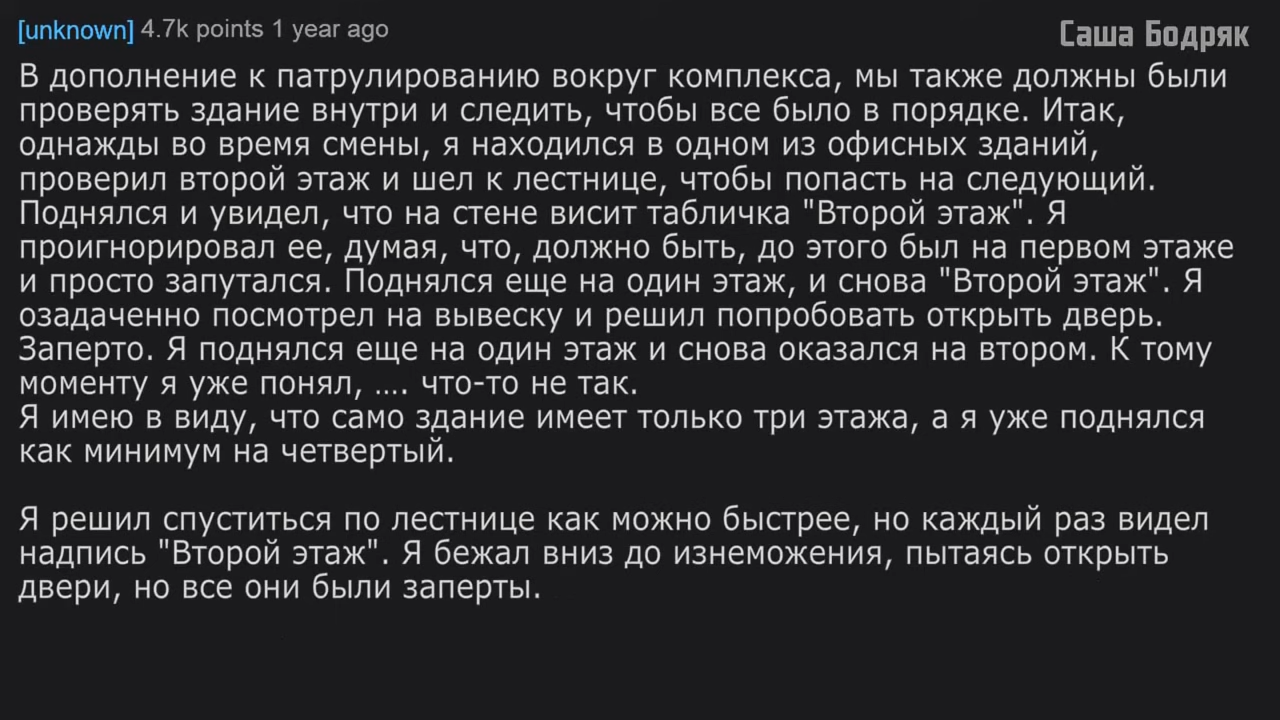 [unknown] 4.7k points 1 year ago
Саша Бодряк
В дополнение к патрулированию вокруг комплекса, мы также должны были
проверять здание внутри и следить, чтобы все было в порядке. Итак,
однажды во время смены, я находился в одном из офисных зданий,
проверил второй этаж и шел к лестнице, чтобы попасть на следующий.
Поднялся и увидел, что на стене висит табличка "Второй этаж". Я
проигнорировал ее, думая, что, должно быть, до этого был на первом этаже
и просто запутался. Поднялся еще на один этаж, и снова "Второй этаж". Я
озадаченно посмотрел на вывеску и решил попробовать открыть дверь.
Заперто. Я поднялся еще на один этаж и снова оказался на втором. К тому
моменту я уже понял, …. что-то не так.
Я имею в виду, что само здание имеет только три этажа, а я уже поднялся
как минимум на четвертый.
Я решил спуститься по лестнице как можно быстрее, но каждый раз видел
надпись "Второй этаж". Я бежал вниз до изнеможения, пытаясь открыть
двери, но все они были заперты.